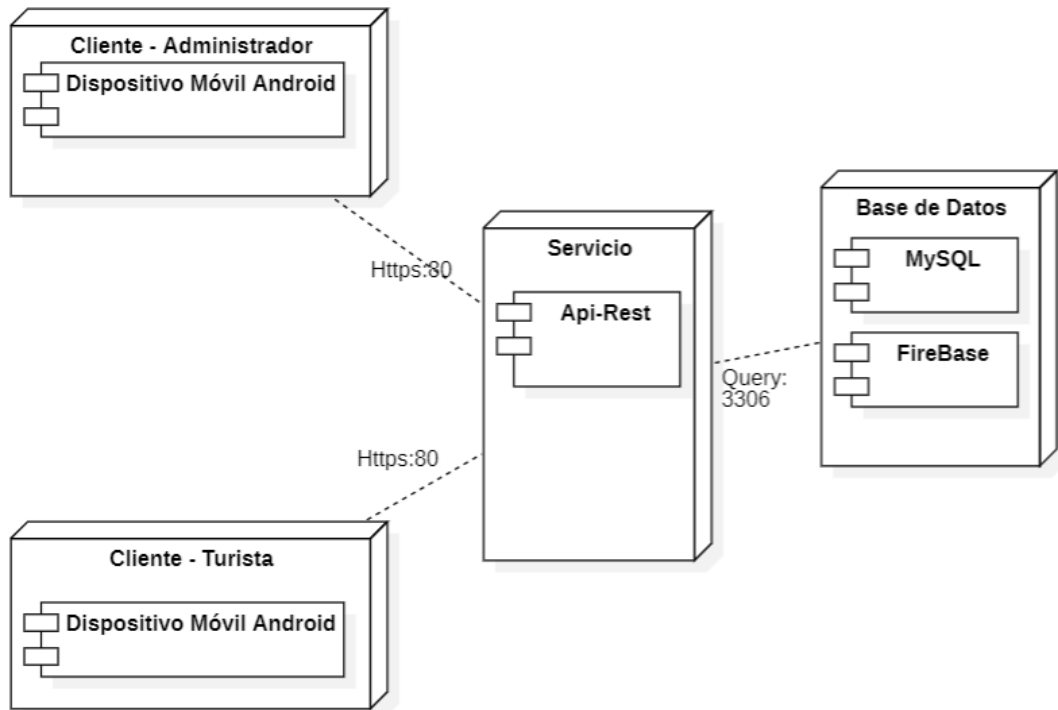 Cliente - Administrador
Dispositivo Móvil Android
Https:80
Servicio
Api-Rest
Https:80
Query:
3306
Base de Datos
MySQL
FireBase
Cliente - Turista
Dispositivo Móvil Android